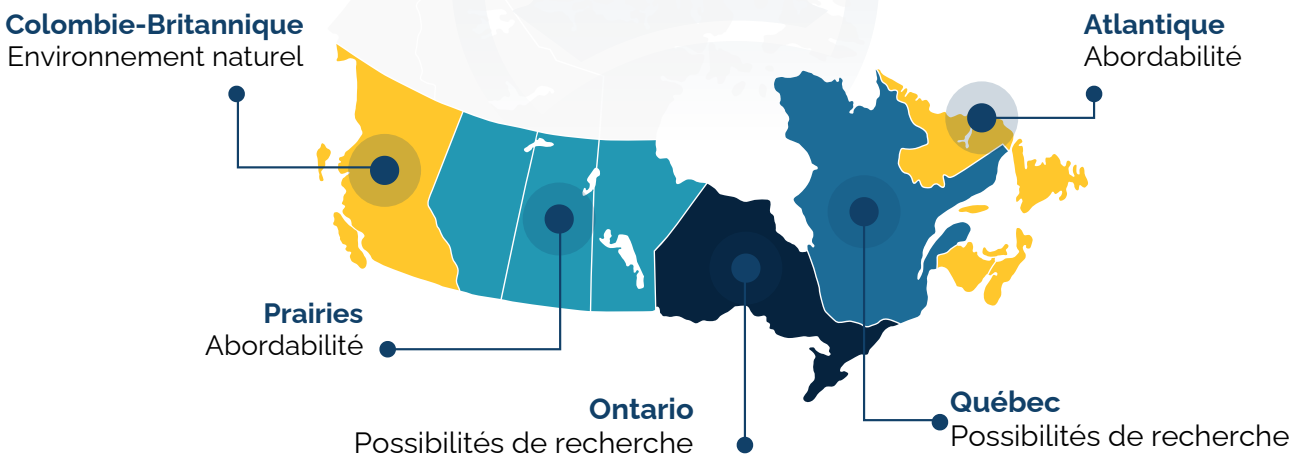 Colombie-Britannique
Environnement naturel
Atlantique
Abordabilité
Prairies
Abordabilité
Ontario
Possibilités de recherche
Québec
Possibilités de recherche